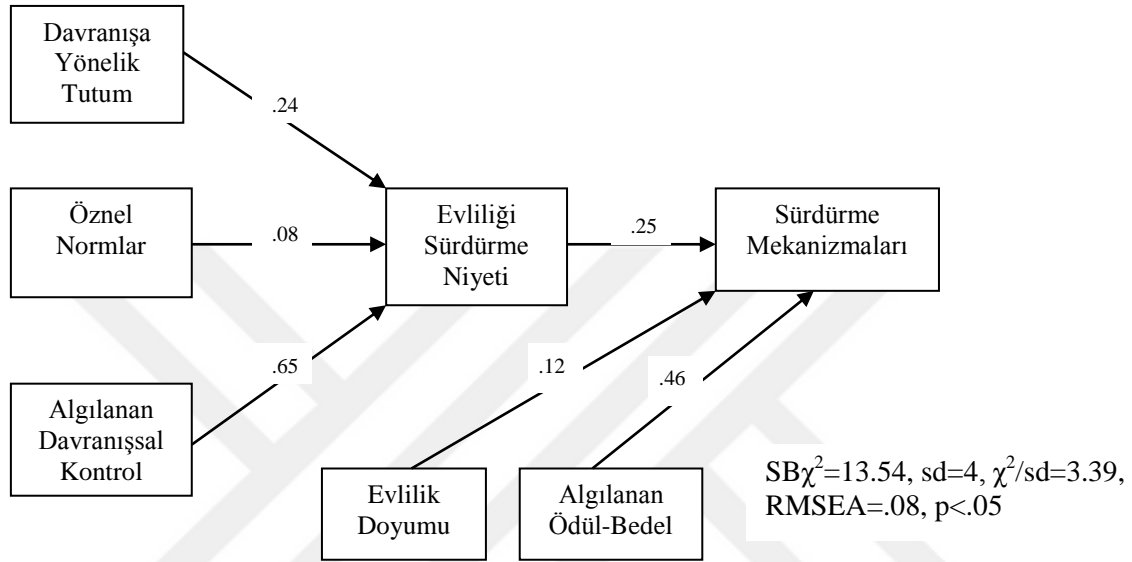 Davranışa
Yönelik
Tutum
.24
Öznel
Normlar
.08
Evliliği
Sürdürme
Niyeti
.25
Sürdürme
Mekanizmaları
.65
.12
.46
Algılanan
Davranışsal
Kontrol
Evlilik
Doyumu
Algılanan
Ödül-Bedel
SBχ²=13.54, sd=4, χ²/sd=3.39,
RMSEA=.08, p<.05